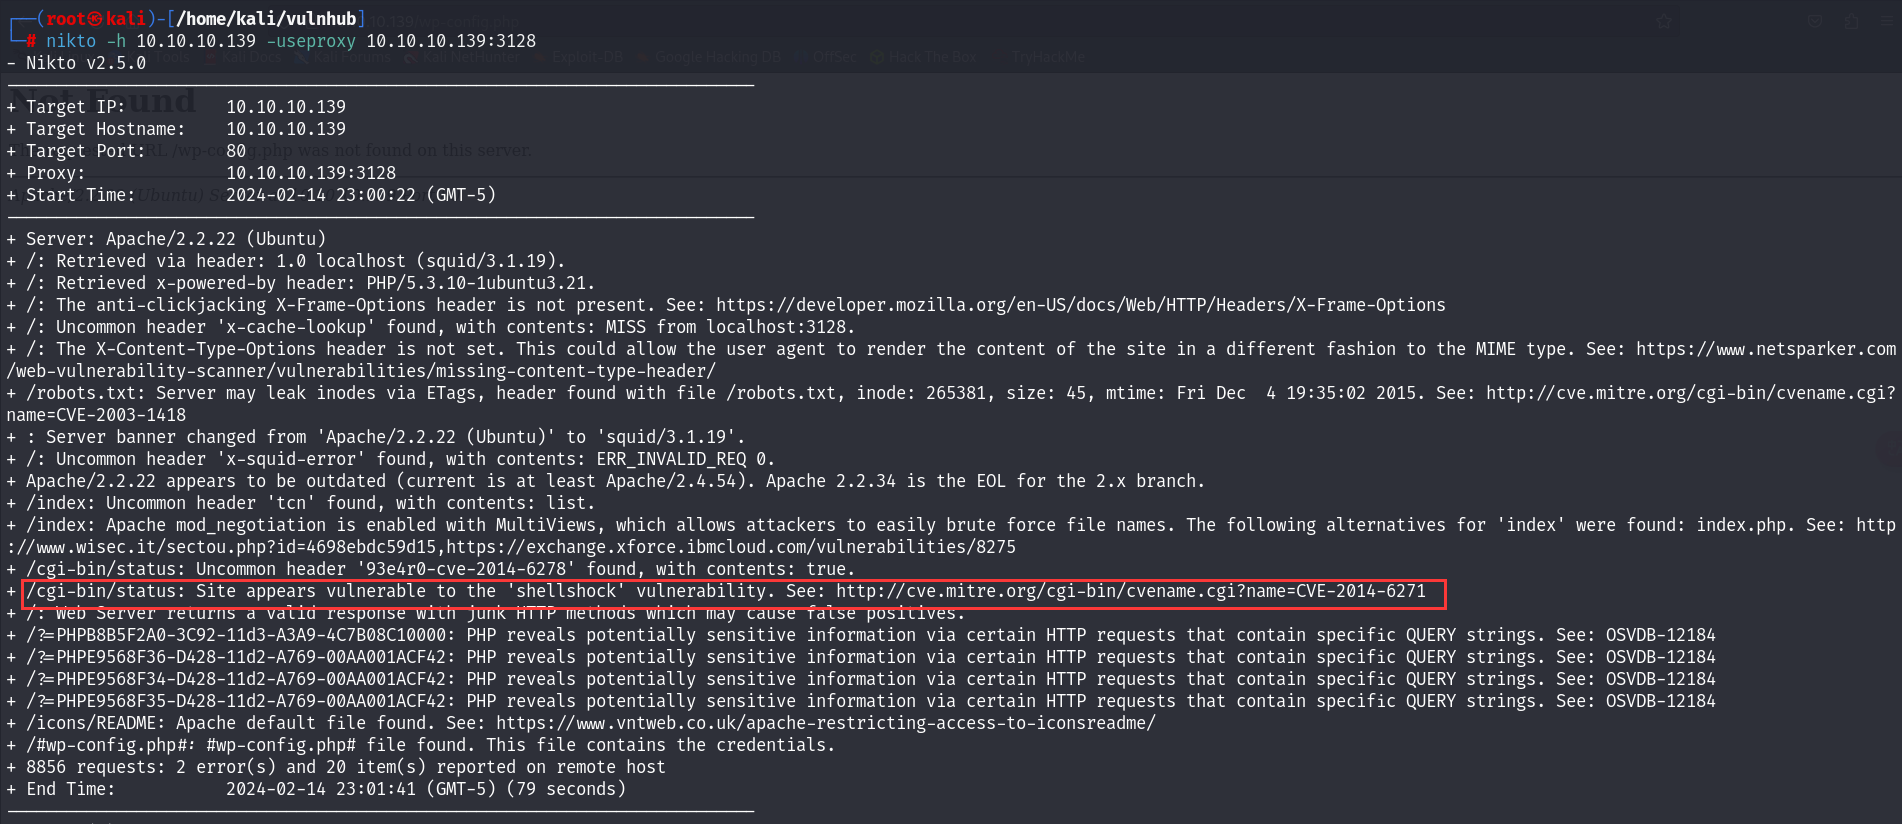 ┌──(root㉿kali)-[/home/kali/vulnhub]
└─# nikto -h 10.10.10.139 -useproxy 10.10.10.139:3128
- Nikto v2.5.0
---------------------------------------------------------------------------
+ Target IP:          10.10.10.139
+ Target Hostname:    10.10.10.139
+ Target Port:        80
+ Proxy:              10.10.10.139:3128
+ Start Time:         2024-02-14 23:00:22 (GMT-5)
---------------------------------------------------------------------------
+ Server: Apache/2.2.22 (Ubuntu)
+ /: Retrieved via header: 1.0 localhost (squid/3.1.19).
+ /: Retrieved x-powered-by header: PHP/5.3.10-1ubuntu3.21.
+ /: The anti-clickjacking X-Frame-Options header is not present. See: https://developer.mozilla.org/en-US/docs/Web/HTTP/Headers/X-Frame-Options
+ /: Uncommon header 'x-cache-lookup' found, with contents: MISS from localhost:3128.
+ /: The X-Content-Type-Options header is not set. This could allow the user agent to render the content of the site in a different fashion to the MIME type. See: https://www.netsparker.com
/web-vulnerability-scanner/vulnerabilities/missing-content-type-header/
+ /robots.txt: Server may leak inodes via ETags, header found with file /robots.txt, inode: 265381, size: 45, mtime: Fri Dec  4 19:35:02 2015. See: http://cve.mitre.org/cgi-bin/cvename.cgi?
name=CVE-2003-1418
+ : Server banner changed from 'Apache/2.2.22 (Ubuntu)' to 'squid/3.1.19'.
+ /: Uncommon header 'x-squid-error' found, with contents: ERR_INVALID_REQ 0.
+ Apache/2.2.22 appears to be outdated (current is at least Apache/2.4.54). Apache 2.2.34 is the EOL for the 2.x branch.
+ /index: Uncommon header 'tcn' found, with contents: list.
+ /index: Apache mod_negotiation is enabled with MultiViews, which allows attackers to easily brute force file names. The following alternatives for 'index' were found: index.php. See: http
://www.wisec.it/sectou.php?id=4698ebdc59d15,https://exchange.xforce.ibmcloud.com/vulnerabilities/8275
+ /cgi-bin/status: Uncommon header '93e4r0-cve-2014-6278' found, with contents: true.
+ /cgi-bin/status: Site appears vulnerable to the 'shellshock' vulnerability. See: http://cve.mitre.org/cgi-bin/cvename.cgi?name=CVE-2014-6271
+ /: Web Server returns a valid response with junk HTTP methods which may cause false positives.
+ /?=PHPB8B5F2A0-3C92-11d3-A3A9-4C7B08C10000: PHP reveals potentially sensitive information via certain HTTP requests that contain specific QUERY strings. See: OSVDB-12184
+ /?=PHPE9568F36-D428-11d2-A769-00AA001ACF42: PHP reveals potentially sensitive information via certain HTTP requests that contain specific QUERY strings. See: OSVDB-12184
+ /?=PHPE9568F34-D428-11d2-A769-00AA001ACF42: PHP reveals potentially sensitive information via certain HTTP requests that contain specific QUERY strings. See: OSVDB-12184
+ /?=PHPE9568F35-D428-11d2-A769-00AA001ACF42: PHP reveals potentially sensitive information via certain HTTP requests that contain specific QUERY strings. See: OSVDB-12184
+ /icons/README: Apache default file found. See: https://www.vntweb.co.uk/apache-restricting-access-to-iconsreadme/
+ /#wp-config.php#: #wp-config.php# file found. This file contains the credentials.
+ 8856 requests: 2 error(s) and 20 item(s) reported on remote host
+ End Time:           2024-02-14 23:01:41 (GMT-5) (79 seconds)
---------------------------------------------------------------------------
Kali Docs
Kali Forums
Kali NetHunter
Exploit-DB
Google Hacking DB
OffSec
Hack The Box
TryHackMe
Not Found